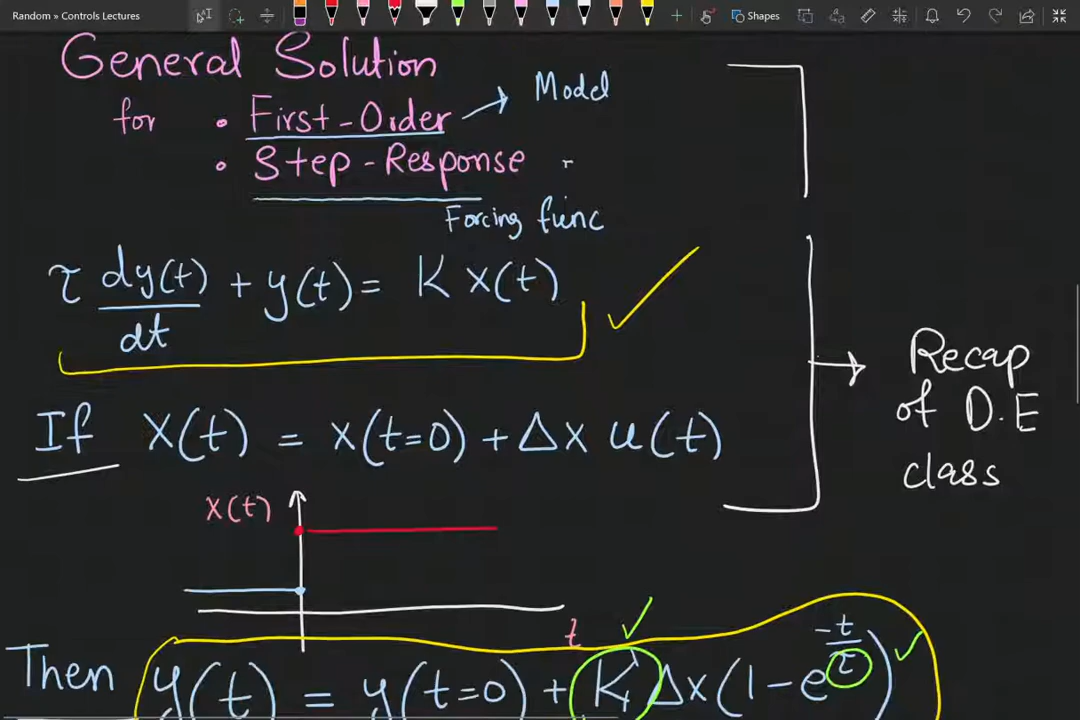 Random » Controls Lectures
Shapes
General Solution
for • First-Order → Model
• Step-Response
Forcing func
τ dy(t)/dt + y(t) = K x(t)
If x(t) = x(t=0) + Δx u(t)
Recap
of D.E
class
x(t)
t
Then y(t) = y(t=0) + K Δx (1 - e^(-t/τ))